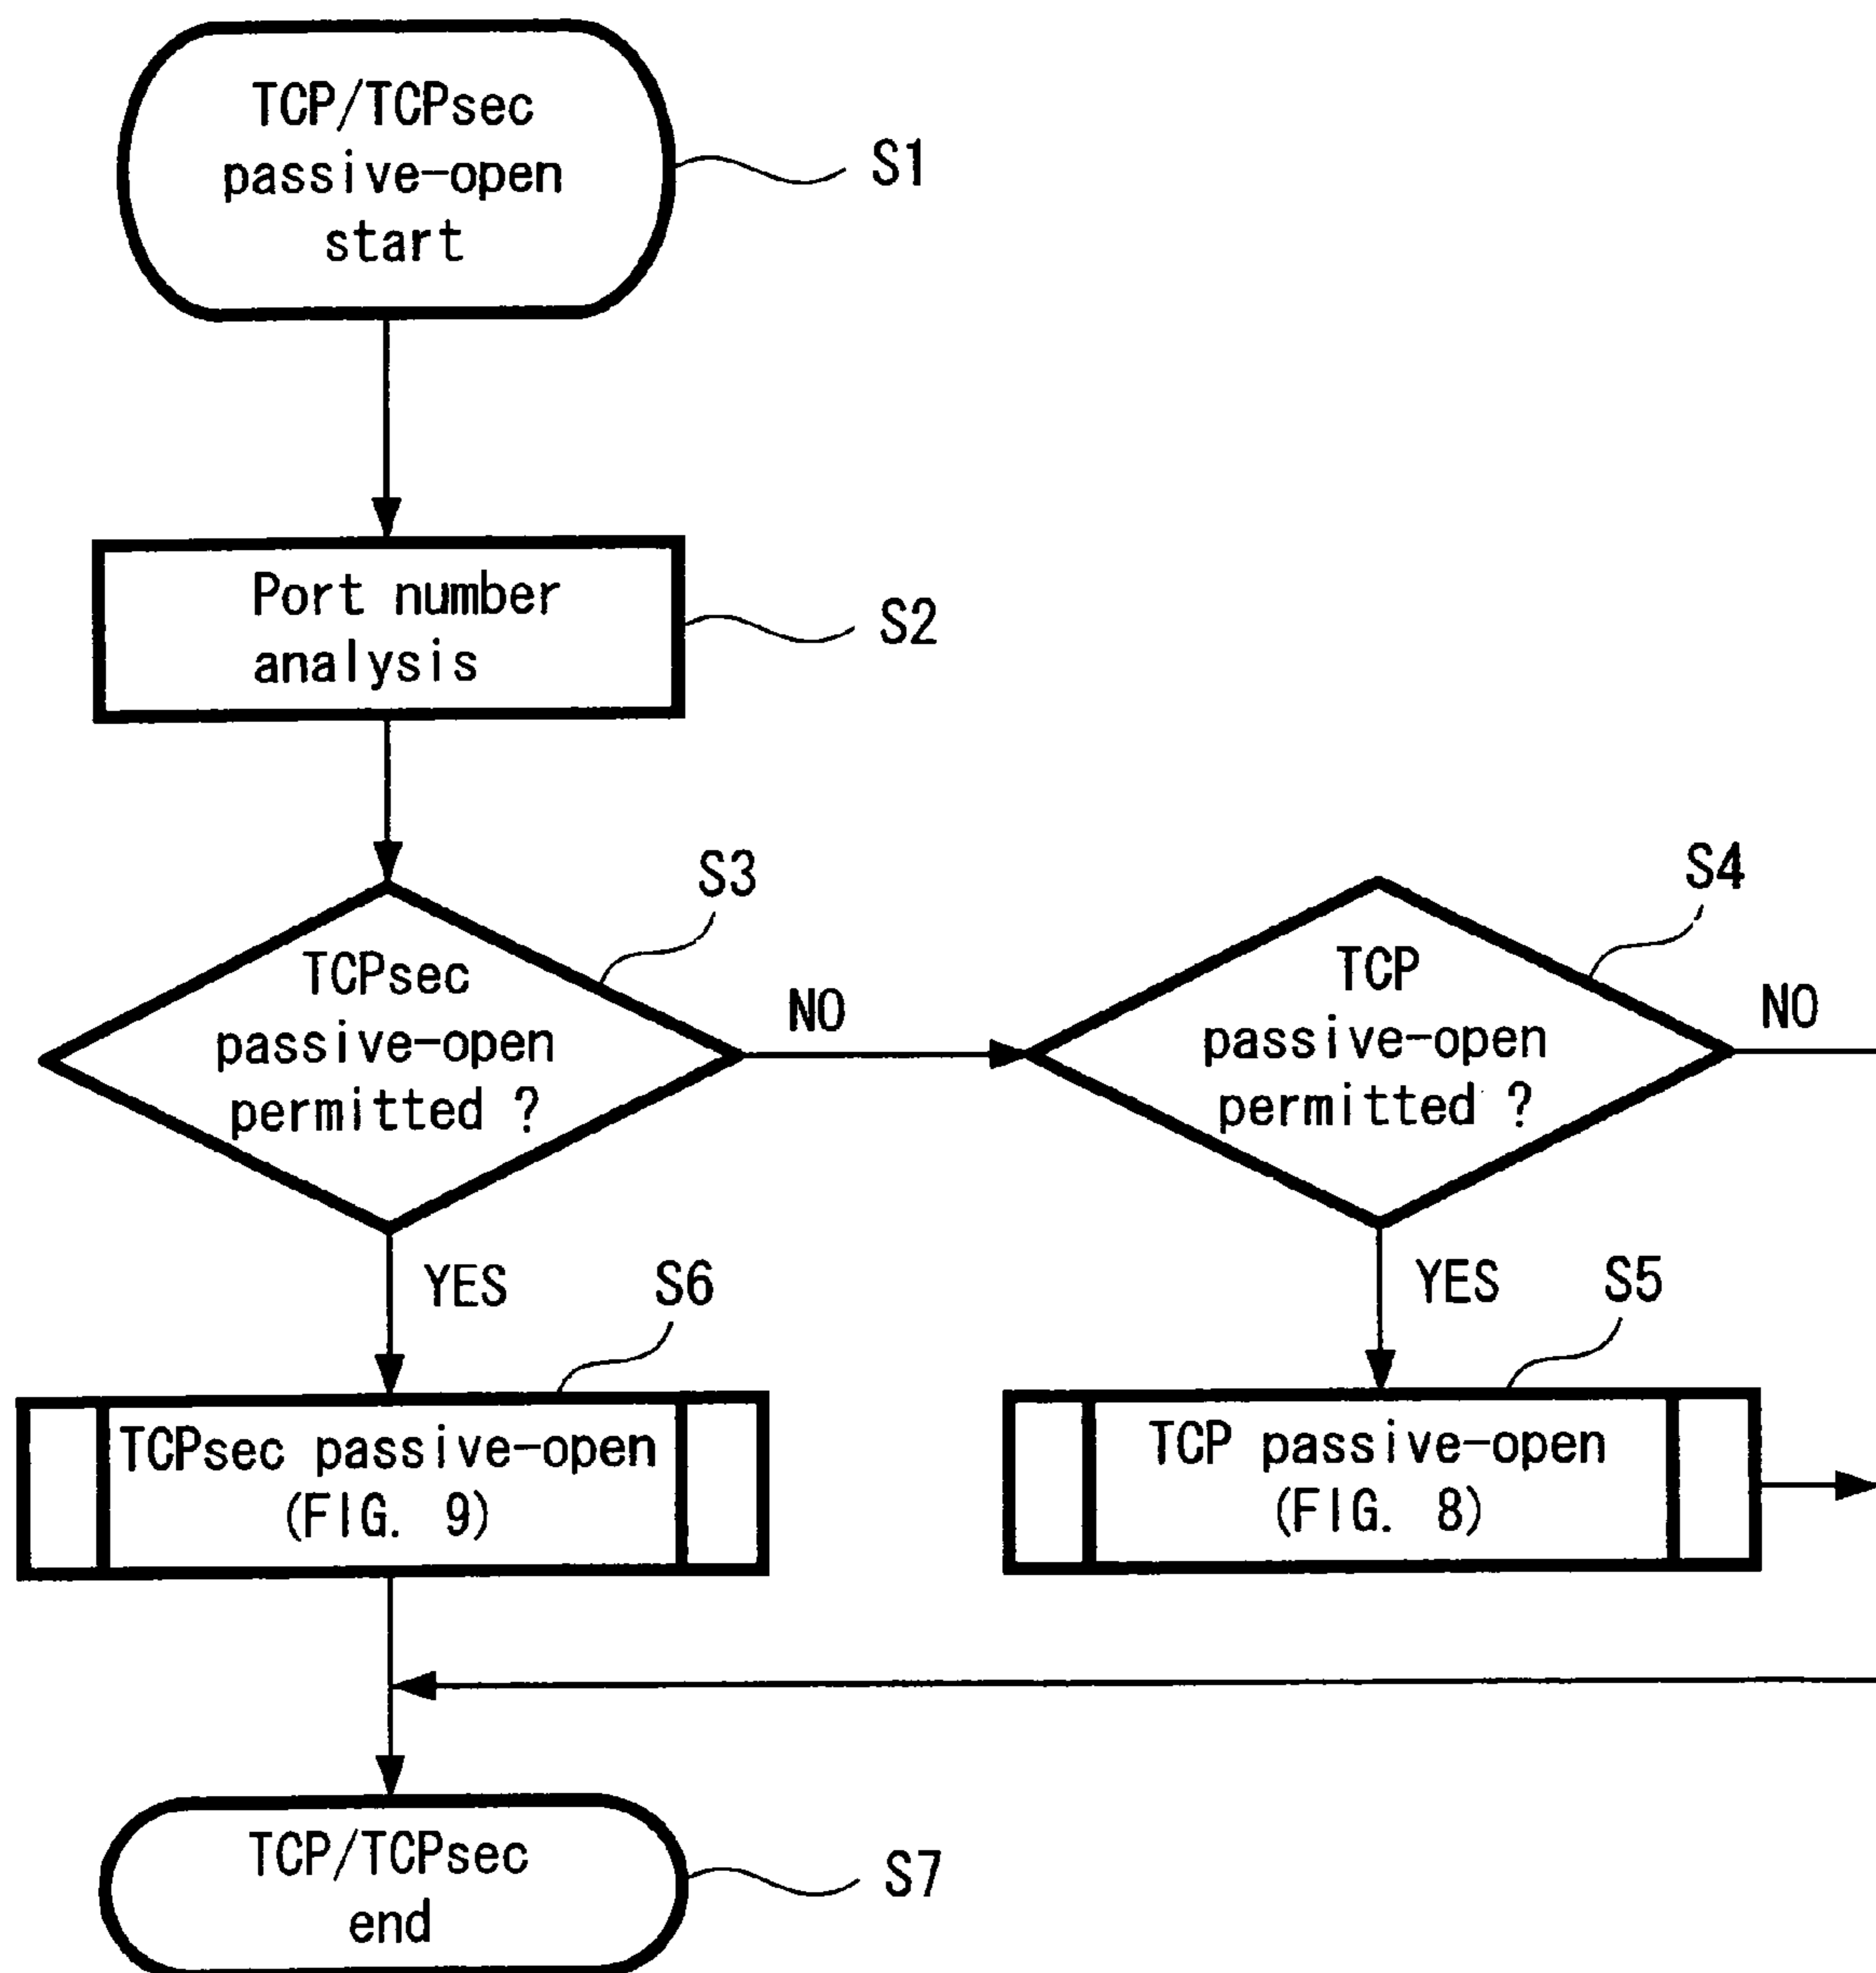 TCP/TCPsec
passive-open
start
S1
Port number
analysis
S2
S3
TCPsec
passive-open
permitted ?
NO
S4
TCP
passive-open
permitted ?
NO
YES
S6
YES
S5
TCPsec passive-open
(FIG. 9)
TCP passive-open
(FIG. 8)
TCP/TCPsec
end
S7